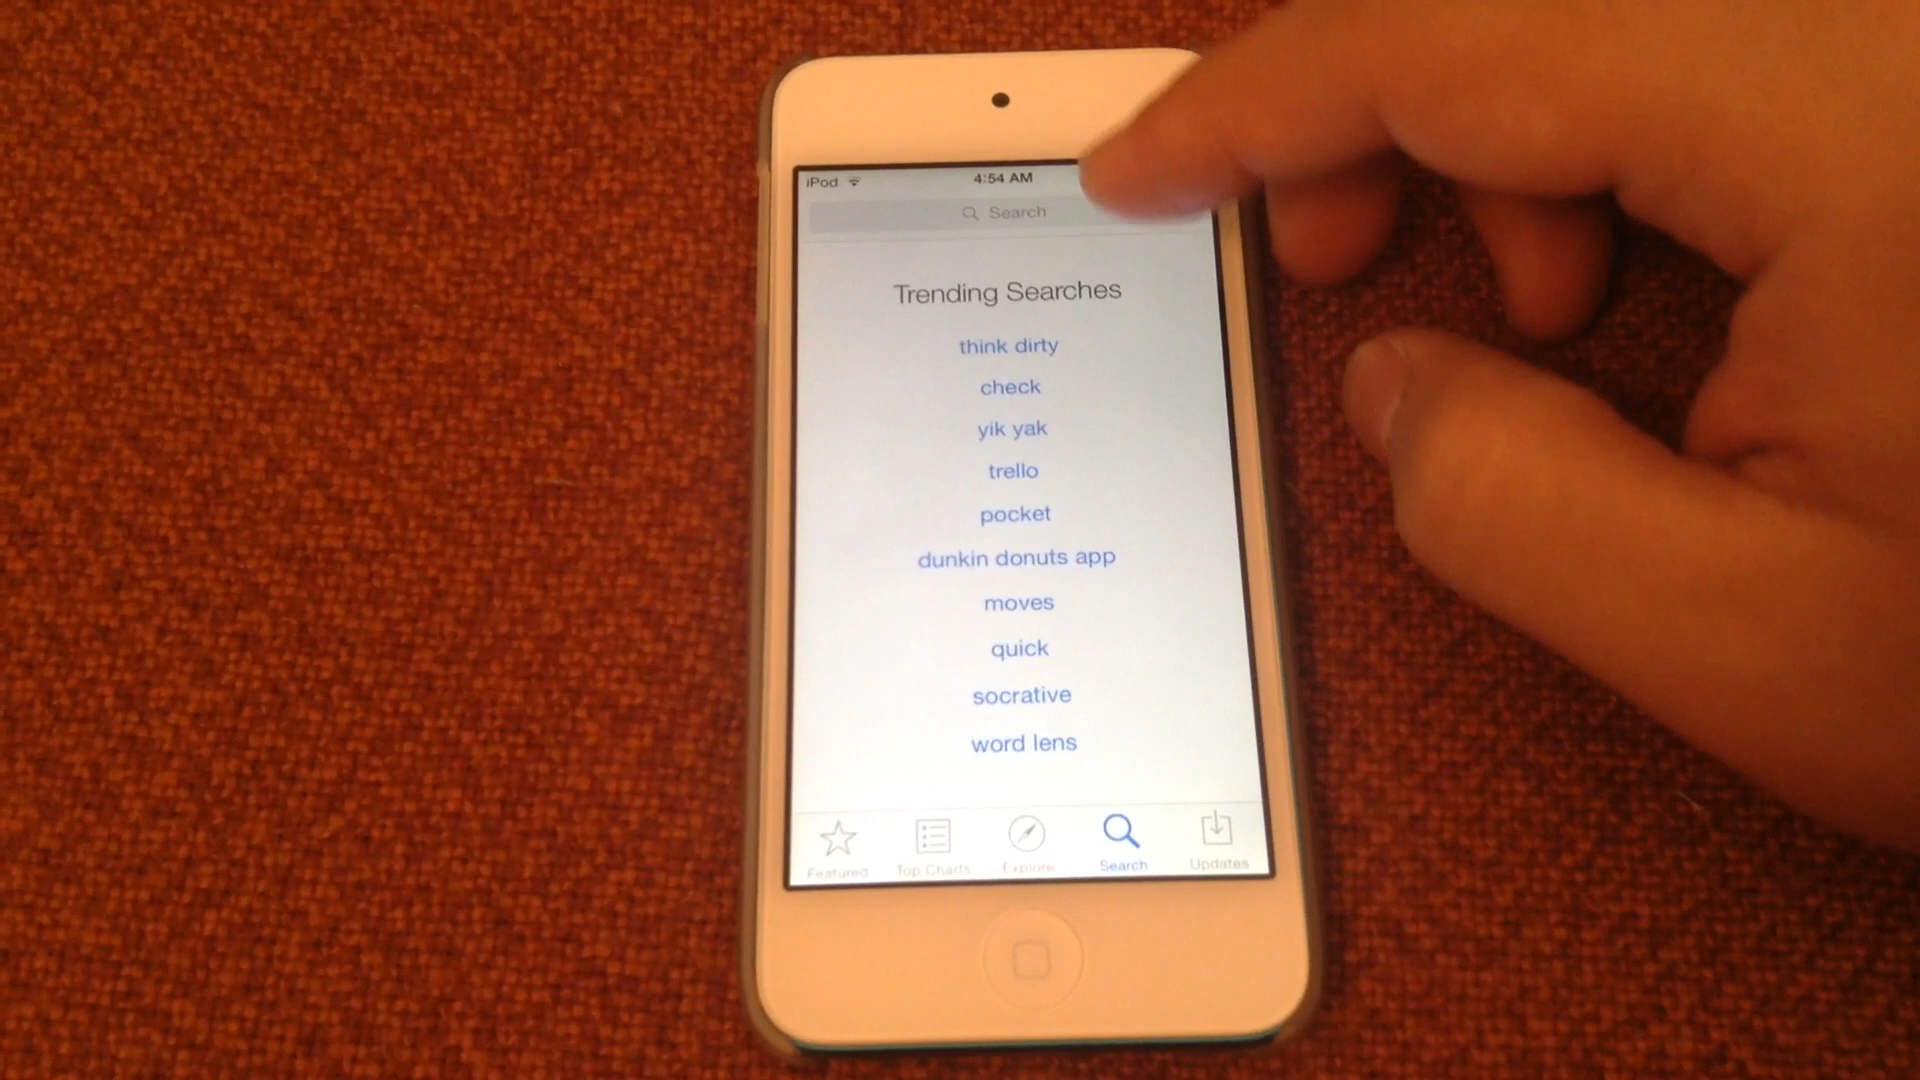 iPod 4:54 AM
Search
Trending Searches
think dirty
check
yik yak
trello
pocket
dunkin donuts app
moves
quick
socrative
word lens
Featured Top Charts Explore Search Updates